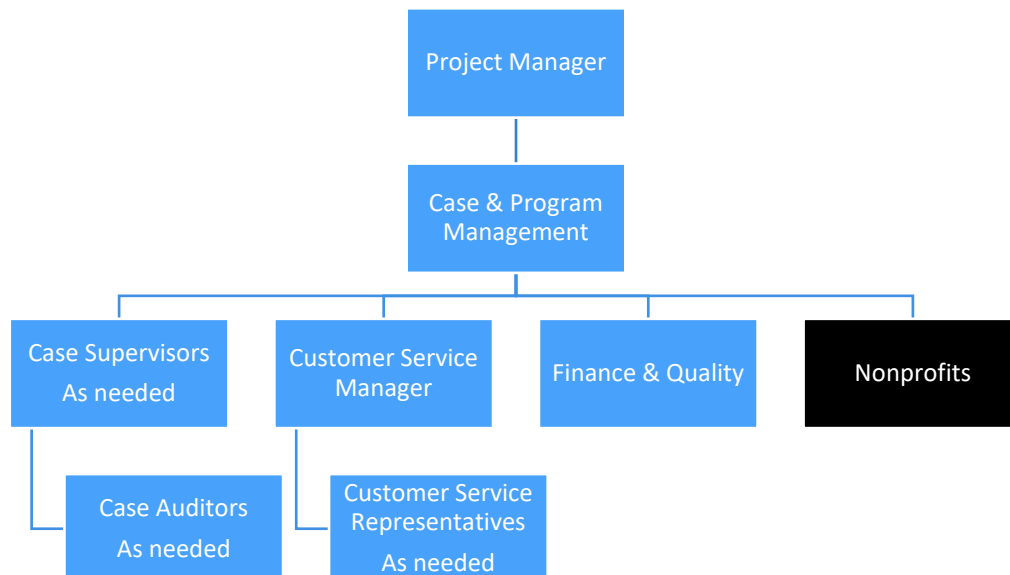 Project Manager
Case & Program
Management
Case Supervisors
As needed
Customer Service
Manager
Finance & Quality
Nonprofits
Case Auditors
As needed
Customer Service
Representatives
As needed